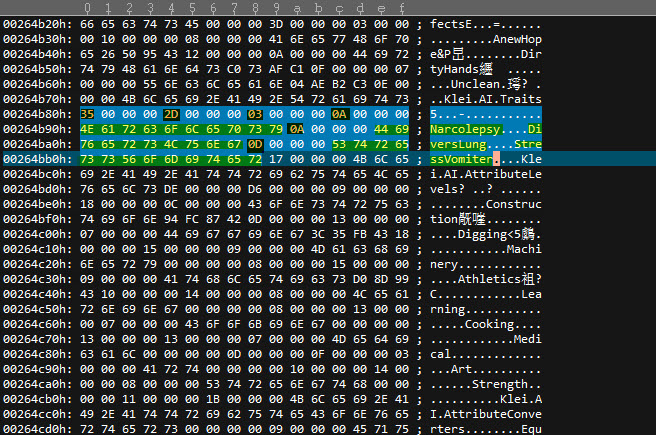 0 1 2 3 4 5 6 7 8 9 a b c d e f
00264b20h: 66 65 63 74 73 45 00 00 00 3D 00 00 00 03 00 00 ; fectsE...=......
00264b30h: 00 10 00 00 00 08 00 00 00 41 6E 65 77 48 6F 70 ; .........AnewHop
00264b40h: 65 26 50 95 43 12 00 00 00 0A 00 00 00 44 69 72 ; e&P旵........Dir
00264b50h: 74 79 48 61 6E 64 73 C0 73 AF C1 0F 00 00 00 07 ; tyHands
00264b60h: 00 00 00 55 6E 63 6C 65 61 6E 04 AE B2 C3 0E 00 ; ...Unclean.
00264b70h: 00 00 4B 6C 65 69 2E 41 49 2E 54 72 61 69 74 73 ; ..Klei.AI.Traits
00264b80h: 35 00 00 00 2D 00 00 00 03 00 00 00 0A 00 00 00 ; 5...-...........
00264b90h: 4E 61 72 63 6F 6C 65 70 73 79 0A 00 00 00 44 69 ; Narcolepsy....Di
00264ba0h: 76 65 72 73 4C 75 6E 67 0D 00 00 00 53 74 72 65 ; versLung....Stre
00264bb0h: 73 73 56 6F 6D 69 74 65 72 17 00 00 00 4B 6C 65 ; ssVomiter....Kle
00264bc0h: 69 2E 41 49 2E 41 74 74 72 69 62 75 74 65 4C 65 ; i.AI.AttributeLe
00264bd0h: 76 65 6C 73 DE 00 00 00 D6 00 00 00 09 00 00 00 ; vels? ..? ......
00264be0h: 18 00 00 00 0C 00 00 00 43 6F 6E 73 74 72 75 63 ; ........Construc
00264bf0h: 74 69 6F 6E 94 FC 87 42 0D 00 00 00 13 00 00 00 ; tion
00264c00h: 07 00 00 00 44 69 67 67 69 6E 67 3C 35 FB 43 18 ; ....Digging<5
00264c10h: 00 00 00 15 00 00 00 09 00 00 00 4D 61 63 68 69 ; ...........Machi
00264c20h: 6E 65 72 79 00 00 00 00 08 00 00 00 15 00 00 00 ; nery............
00264c30h: 09 00 00 00 41 74 68 6C 65 74 69 63 73 D0 8D 99 ; ....Athletics
00264c40h: 43 10 00 00 00 14 00 00 00 08 00 00 00 4C 65 61 ; C............Lea
00264c50h: 72 6E 69 6E 67 00 00 00 00 08 00 00 00 13 00 00 ; rning...........
00264c60h: 00 07 00 00 00 43 6F 6F 6B 69 6E 67 00 00 00 00 ; .....Cooking....
00264c70h: 13 00 00 00 13 00 00 00 07 00 00 00 4D 65 64 69 ; ............Medi
00264c80h: 63 61 6C 00 00 00 00 0D 00 00 00 0F 00 00 00 03 ; cal.............
00264c90h: 00 00 00 41 72 74 00 00 00 00 10 00 00 00 14 00 ; ...Art..........
00264ca0h: 00 00 08 00 00 00 53 74 72 65 6E 67 74 68 00 00 ; ......Strength..
00264cb0h: 00 00 11 00 00 00 1B 00 00 00 4B 6C 65 69 2E 41 ; ..........Klei.A
00264cc0h: 49 2E 41 74 74 72 69 62 75 74 65 43 6F 6E 76 65 ; I.AttributeConve
00264cd0h: 72 74 65 72 73 00 00 00 00 09 00 00 00 45 71 75 ; rters........Equ